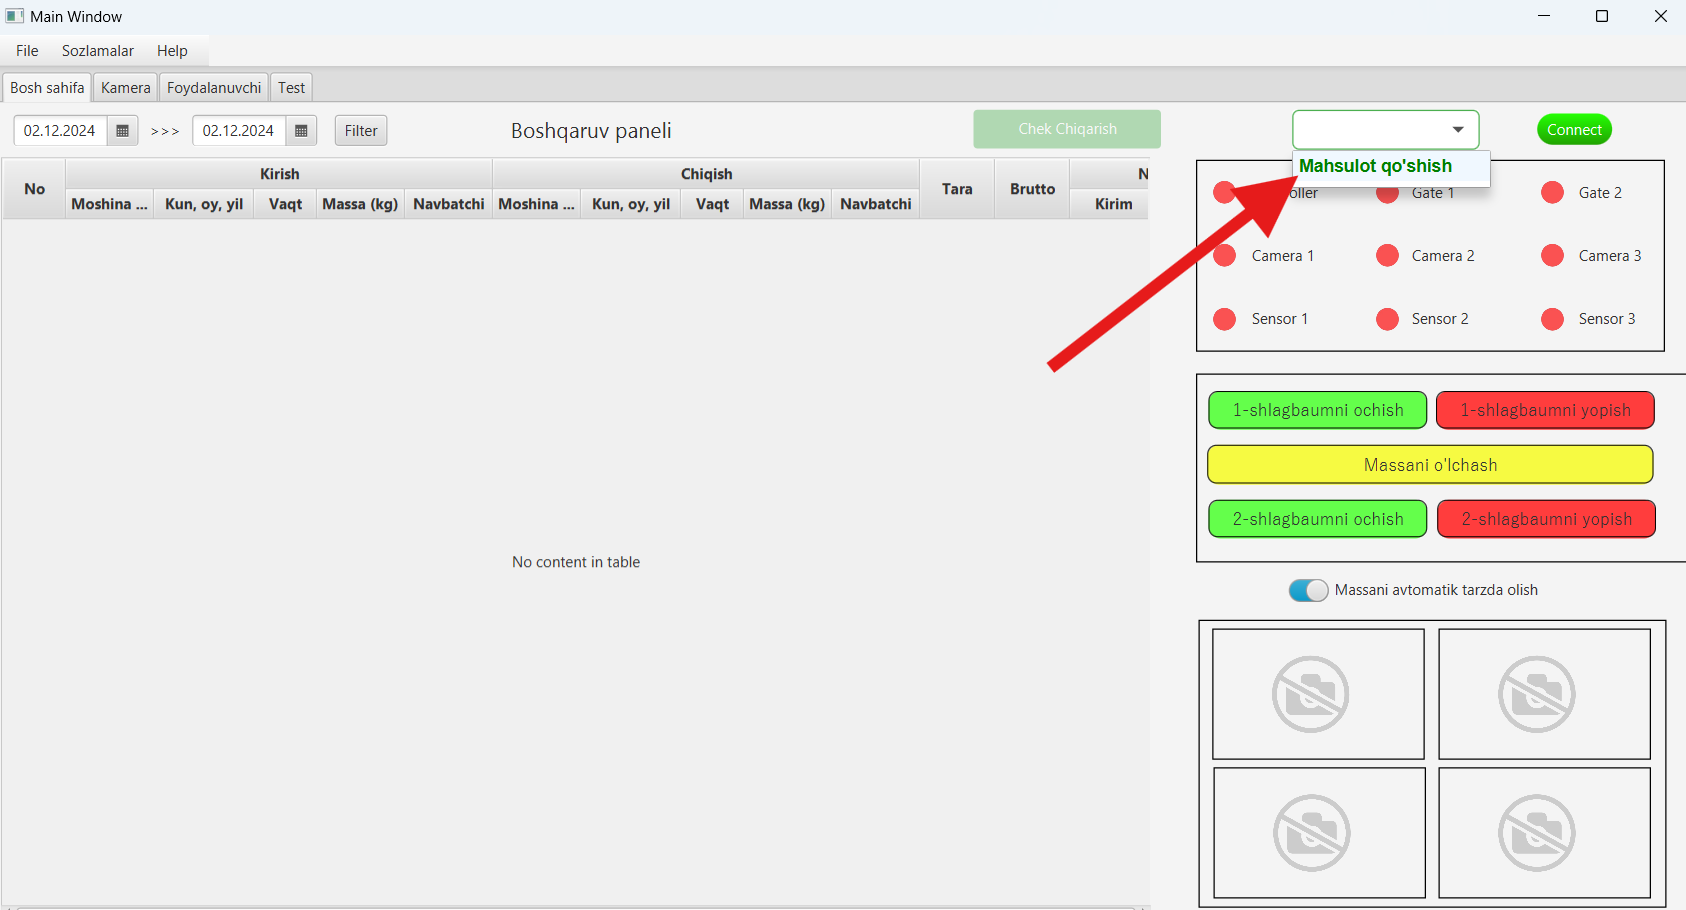 Main Window
File Sozlamalar Help
Bosh sahifa Kamera Foydalanuvchi Test
02.12.2024 >>> 02.12.2024 Filter Boshqaruv paneli Chek Chiqarish Connect
Mahsulot qo'shish
No Kirish Chiqish Tara Brutto N
Moshina ... Kun, oy, yil Vaqt Massa (kg) Navbatchi Moshina ... Kun, oy, yil Vaqt Massa (kg) Navbatchi Kirim
oller Gate 1 Gate 2
Camera 1 Camera 2 Camera 3
Sensor 1 Sensor 2 Sensor 3
1-shlagbaumni ochish 1-shlagbaumni yopish
Massani o'lchash
2-shlagbaumni ochish 2-shlagbaumni yopish
No content in table
Massani avtomatik tarzda olish